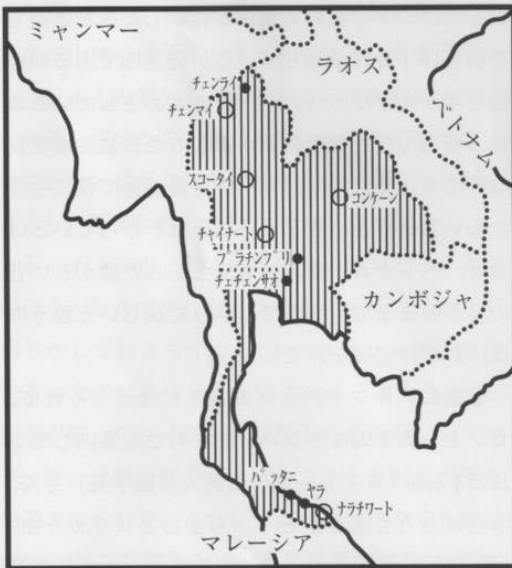 ミャンマー
ラオス
ベトナム
チェンライ
チェンマイ
スコータイ
コンケーン
チャイナート
プラチンブリ
チェチェンサオ
カンボジャ
パッタニ
ヤラ
ナラチワート
マレーシア